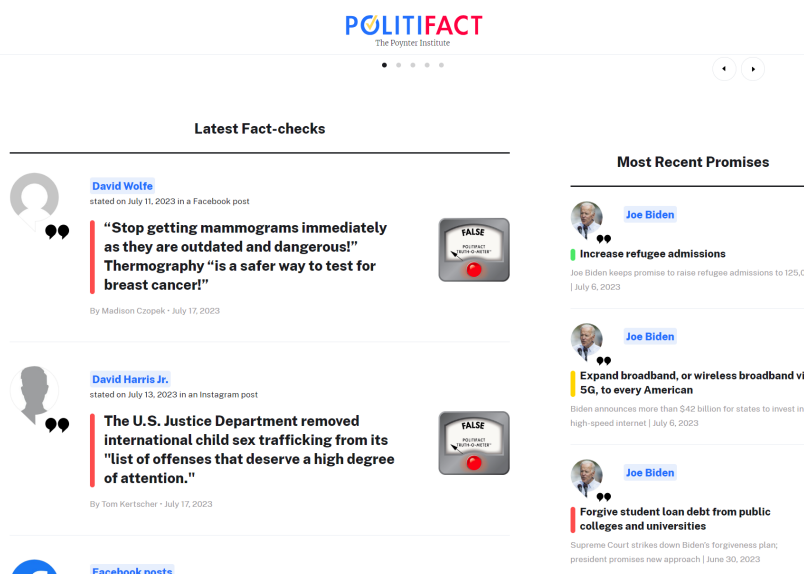 POLITIFACT
The Poynter Institute
Latest Fact-checks
David Wolfe
stated on July 11, 2023 in a Facebook post
“Stop getting mammograms immediately
as they are outdated and dangerous!”
Thermography “is a safer way to test for
breast cancer!”
FALSE
POLITIFACT
TRUTH-O-METER™
By Madison Czopek • July 17, 2023
David Harris Jr.
stated on July 13, 2023 in an Instagram post
The U.S. Justice Department removed
international child sex trafficking from its
"list of offenses that deserve a high degree
of attention."
FALSE
POLITIFACT
TRUTH-O-METER™
By Tom Kertscher • July 17, 2023
Facebook posts
Most Recent Promises
Joe Biden
Increase refugee admissions
Joe Biden keeps promise to raise refugee admissions to 125,0
| July 6, 2023
Joe Biden
Expand broadband, or wireless broadband vi
5G, to every American
Biden announces more than $42 billion for states to invest in
high-speed internet | July 6, 2023
Joe Biden
Forgive student loan debt from public
colleges and universities
Supreme Court strikes down Biden's forgiveness plan;
president promises new approach | June 30, 2023